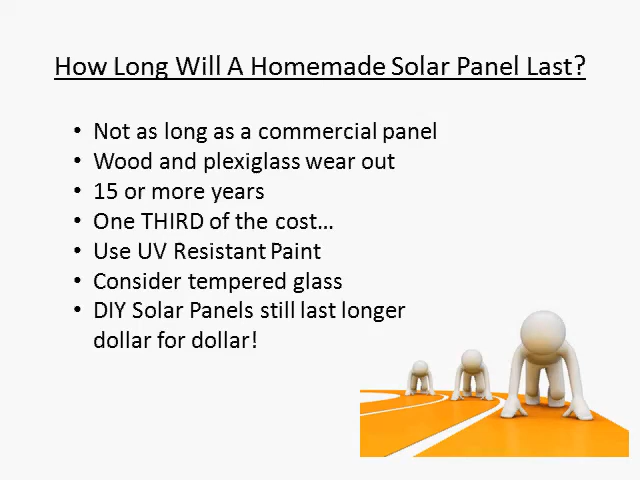 How Long Will A Homemade Solar Panel Last?
• Not as long as a commercial panel
• Wood and plexiglass wear out
• 15 or more years
• One THIRD of the cost...
• Use UV Resistant Paint
• Consider tempered glass
• DIY Solar Panels still last longer
dollar for dollar!